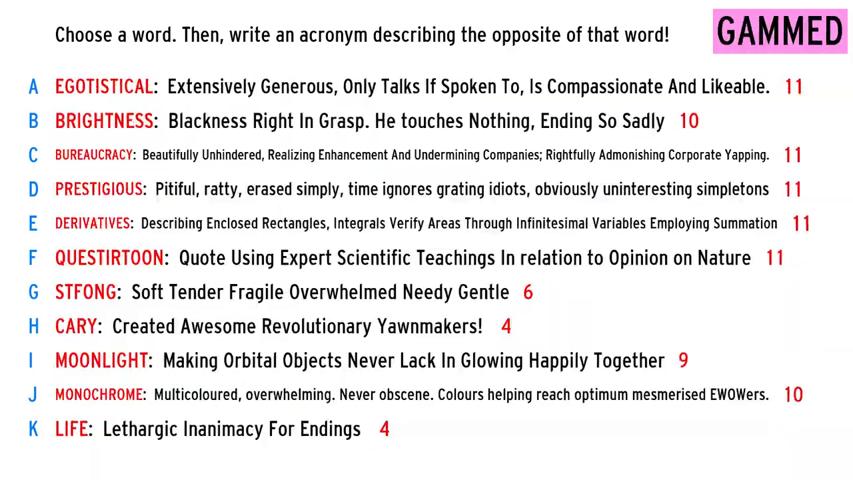 Choose a word. Then, write an acronym describing the opposite of that word!
GAMMED
A EGOTISTICAL: Extensively Generous, Only Talks If Spoken To, Is Compassionate And Likeable. 11
B BRIGHTNESS: Blackness Right In Grasp. He touches Nothing, Ending So Sadly 10
C BUREAUCRACY: Beautifully Unhindered, Realizing Enhancement And Undermining Companies; Rightfully Admonishing Corporate Yapping. 11
D PRESTIGIOUS: Pitiful, ratty, erased simply, time ignores grating idiots, obviously uninteresting simpletons 11
E DERIVATIVES: Describing Enclosed Rectangles, Integrals Verify Areas Through Infinitesimal Variables Employing Summation 11
F QUESTIRTOON: Quote Using Expert Scientific Teachings In relation to Opinion on Nature 11
G STFONG: Soft Tender Fragile Overwhelmed Needy Gentle 6
H CARY: Created Awesome Revolutionary Yawnmakers! 4
I MOONLIGHT: Making Orbital Objects Never Lack In Glowing Happily Together 9
J MONOCHROME: Multicoloured, overwhelming. Never obscene. Colours helping reach optimum mesmerised EWOWers. 10
K LIFE: Lethargic Inanimacy For Endings 4